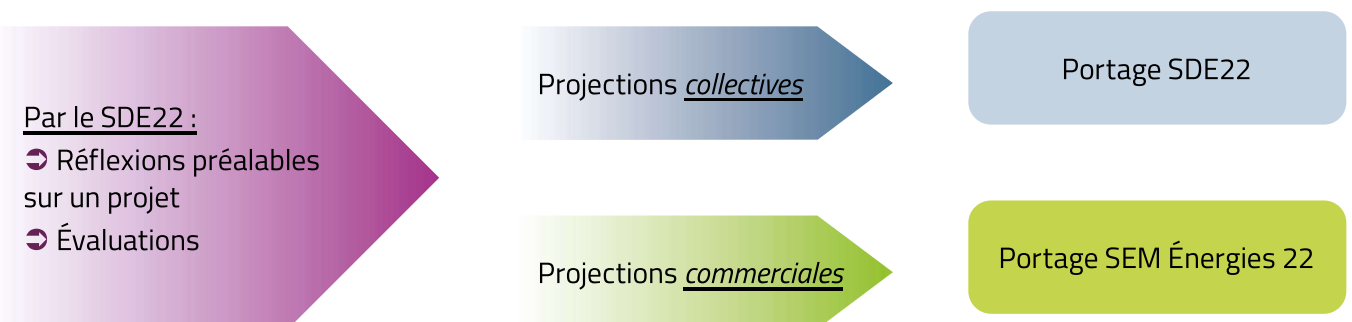 Par le SDE22 :
➲ Réflexions préalables
sur un projet
➲ Évaluations
Projections collectives
Portage SDE22
Projections commerciales
Portage SEM Énergies 22